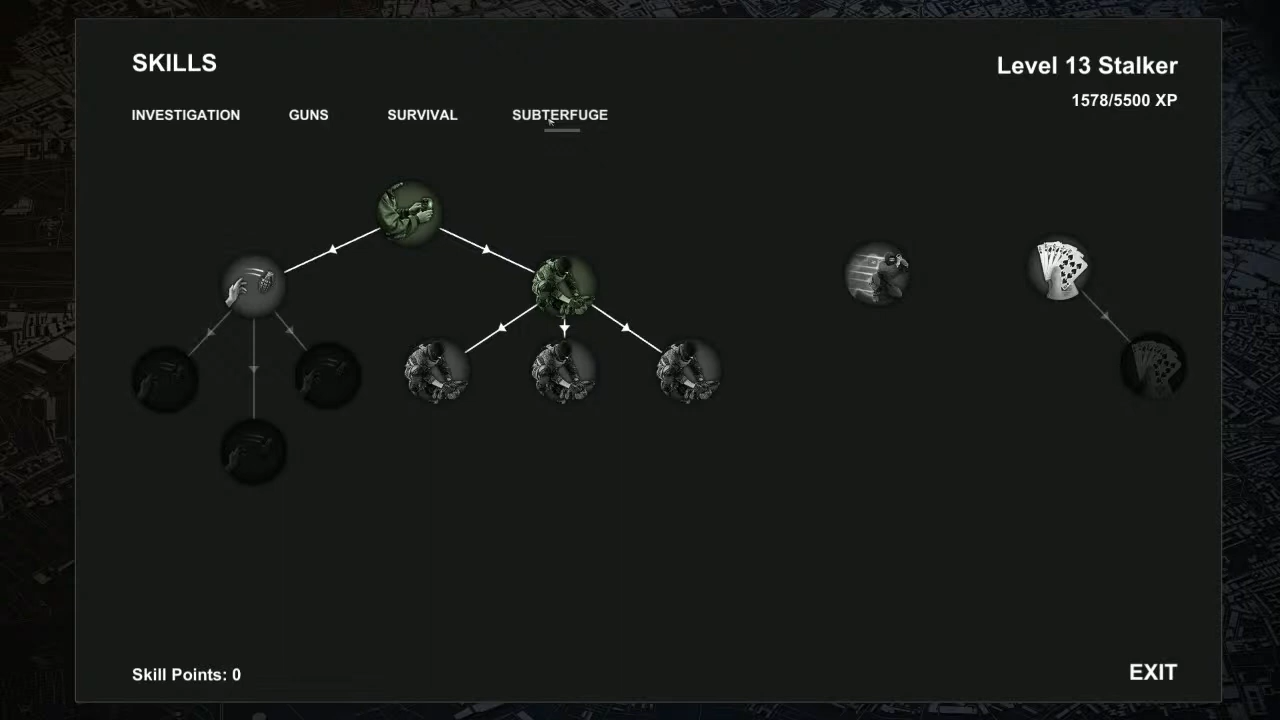 SKILLS
Level 13 Stalker
1578/5500 XP
INVESTIGATION GUNS SURVIVAL SUBTERFUGE
Skill Points: 0
EXIT